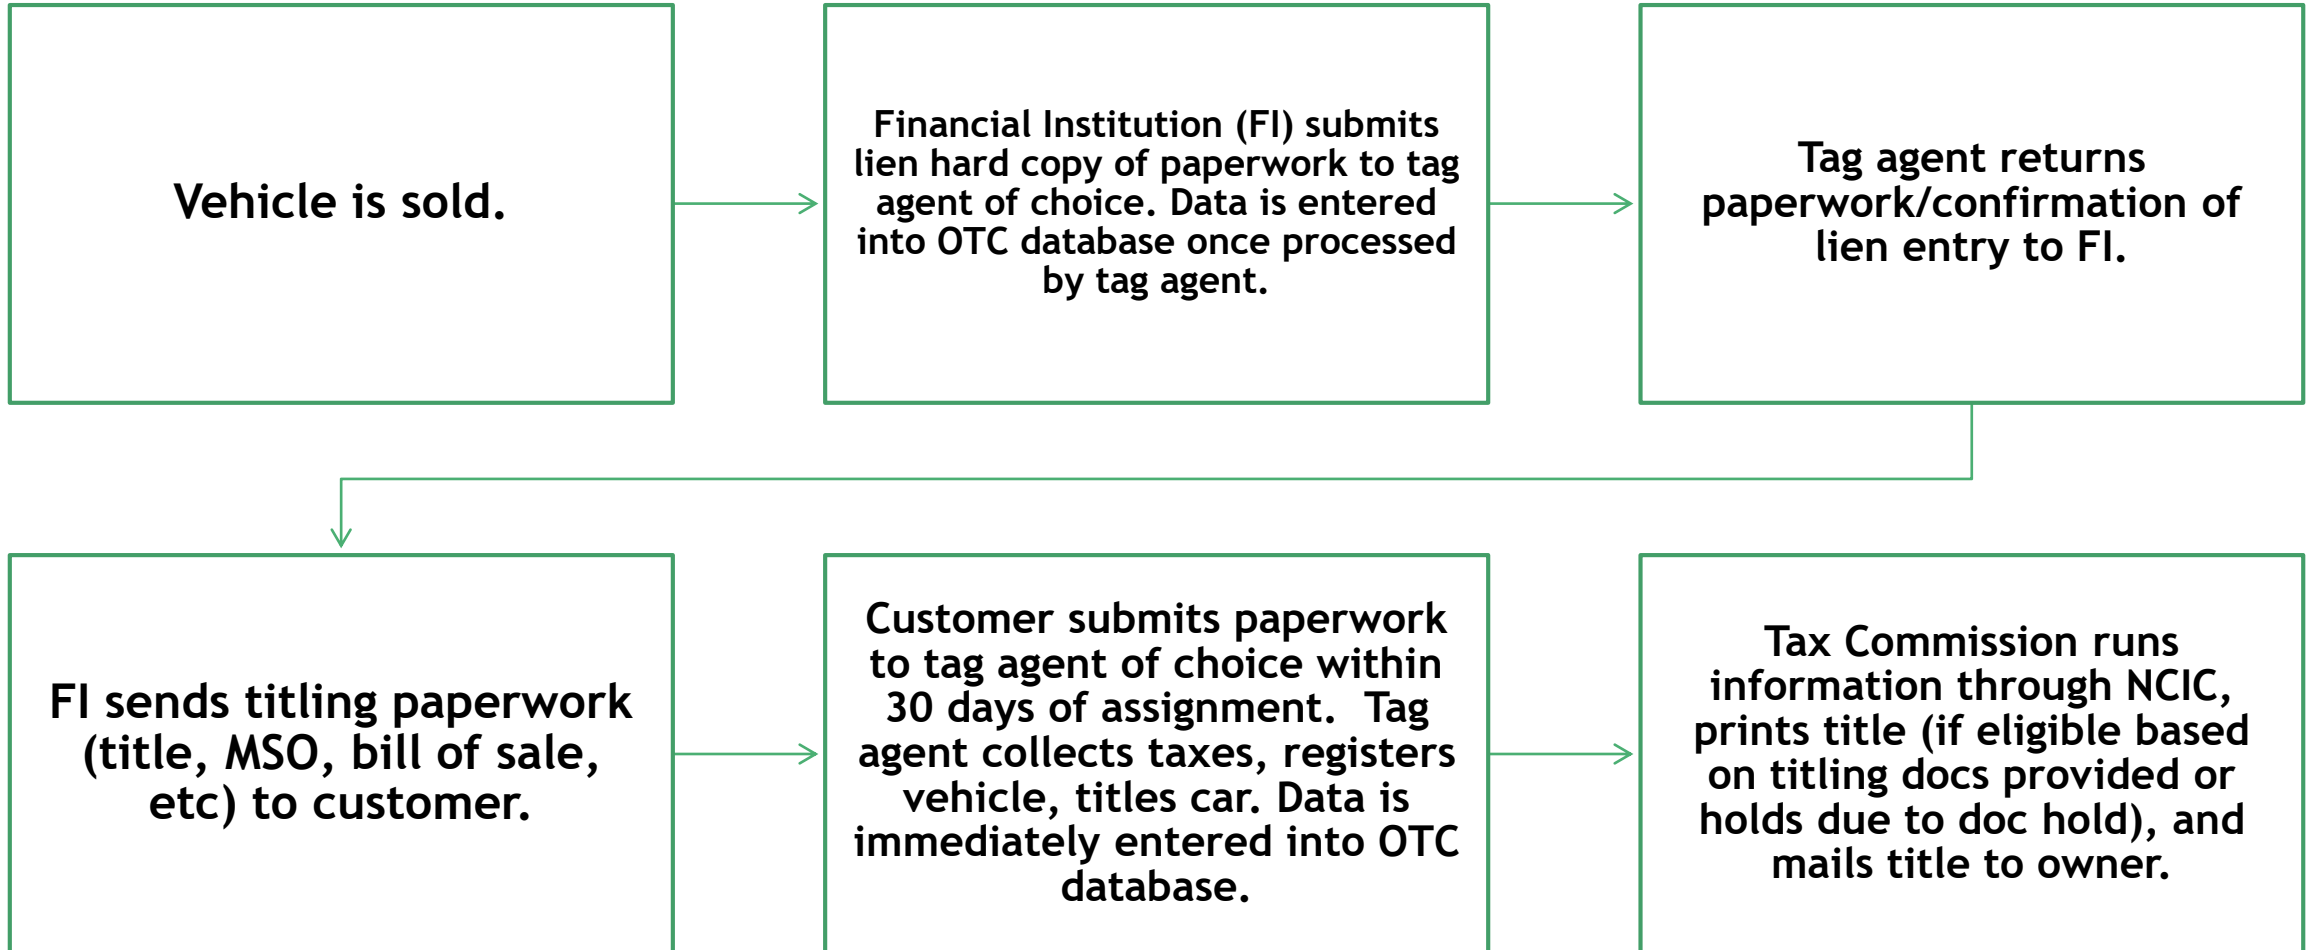 Vehicle is sold.
Financial Institution (FI) submits
lien hard copy of paperwork to tag
agent of choice. Data is entered
into OTC database once processed
by tag agent.
Tag agent returns
paperwork/confirmation of
lien entry to FI.
FI sends titling paperwork
(title, MSO, bill of sale,
etc) to customer.
Customer submits paperwork
to tag agent of choice within
30 days of assignment.  Tag
agent collects taxes, registers
vehicle, titles car. Data is
immediately entered into OTC
database.
Tax Commission runs
information through NCIC,
prints title (if eligible based
on titling docs provided or
holds due to doc hold), and
mails title to owner.